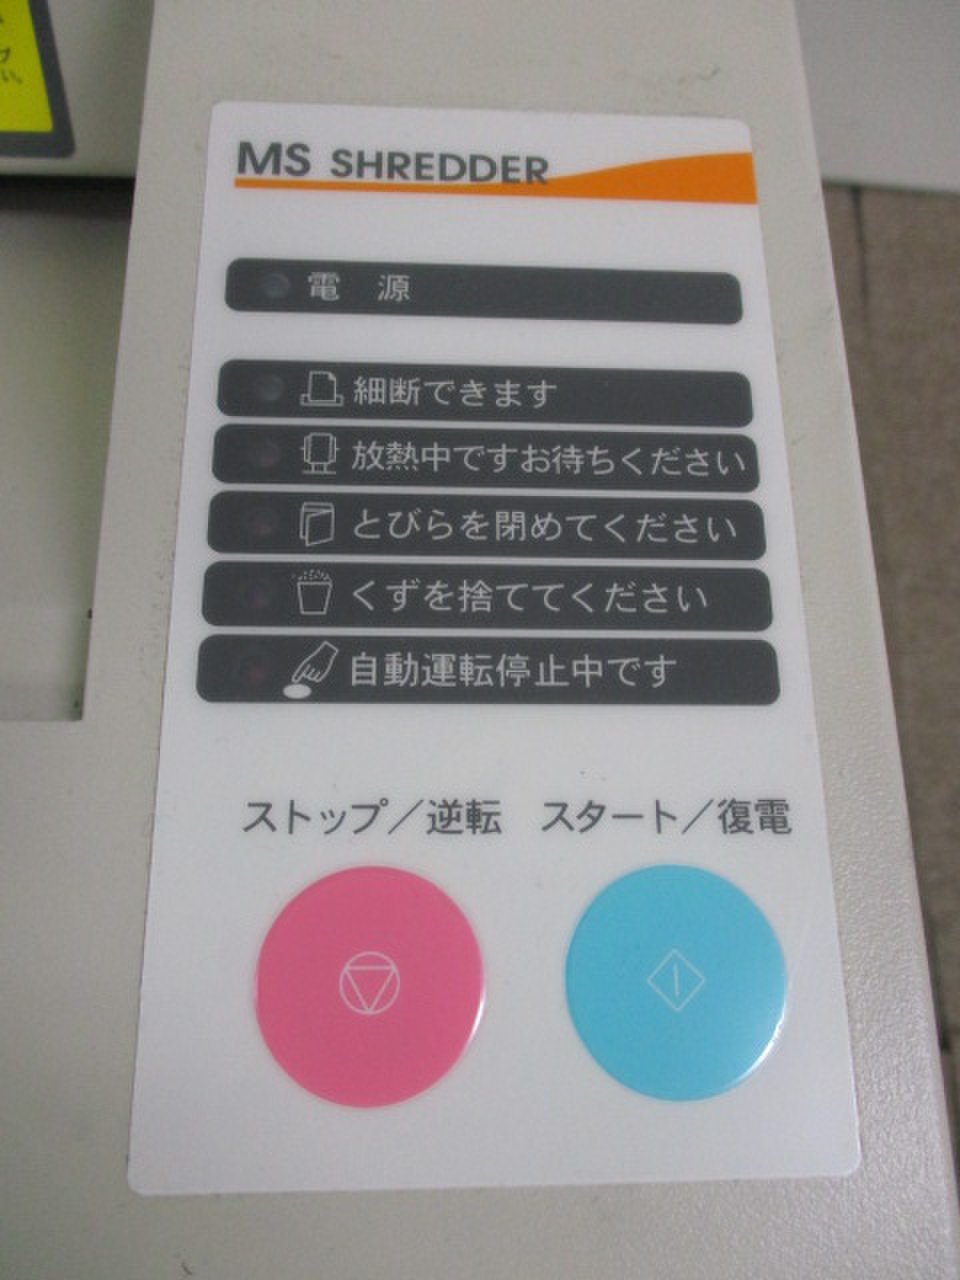 い。
MS SHREDDER
電 源
細断できます
放熱中ですお待ちください
とびらを閉めてください
くずを捨ててください
自動運転停止中です
ストップ／逆転 スタート／復電